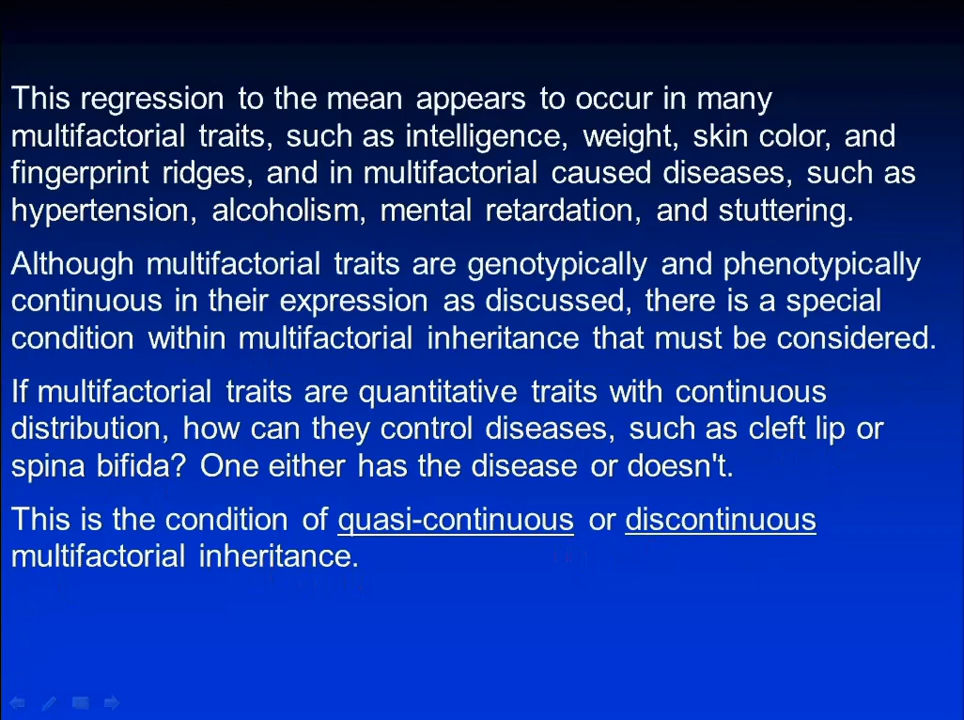 This regression to the mean appears to occur in many
multifactorial traits, such as intelligence, weight, skin color, and
fingerprint ridges, and in multifactorial caused diseases, such as
hypertension, alcoholism, mental retardation, and stuttering.
Although multifactorial traits are genotypically and phenotypically
continuous in their expression as discussed, there is a special
condition within multifactorial inheritance that must be considered.
If multifactorial traits are quantitative traits with continuous
distribution, how can they control diseases, such as cleft lip or
spina bifida? One either has the disease or doesn't.
This is the condition of quasi-continuous or discontinuous
multifactorial inheritance.